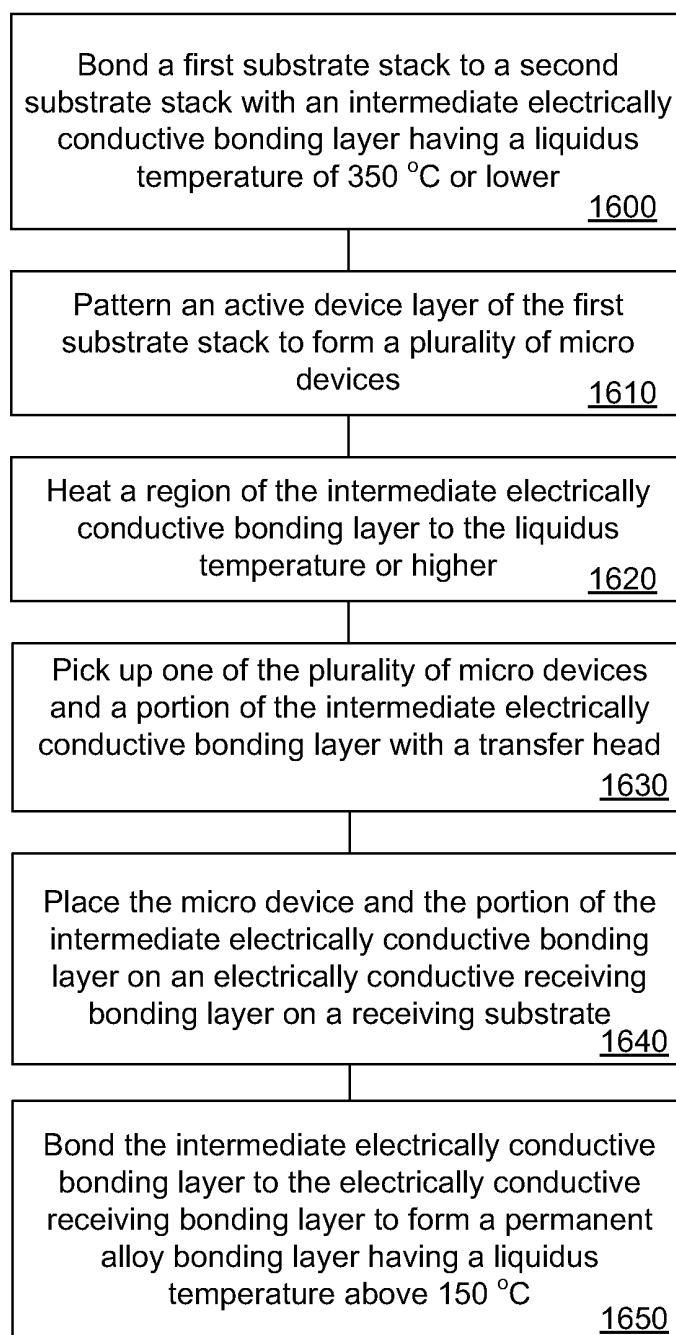 Bond a first substrate stack to a second
substrate stack with an intermediate electrically
conductive bonding layer having a liquidus
temperature of 350 °C or lower
1600
Pattern an active device layer of the first
substrate stack to form a plurality of micro
devices
1610
Heat a region of the intermediate electrically
conductive bonding layer to the liquidus
temperature or higher
1620
Pick up one of the plurality of micro devices
and a portion of the intermediate electrically
conductive bonding layer with a transfer head
1630
Place the micro device and the portion of the
intermediate electrically conductive bonding
layer on an electrically conductive receiving
bonding layer on a receiving substrate
1640
Bond the intermediate electrically conductive
bonding layer to the electrically conductive
receiving bonding layer to form a permanent
alloy bonding layer having a liquidus
temperature above 150 °C
1650